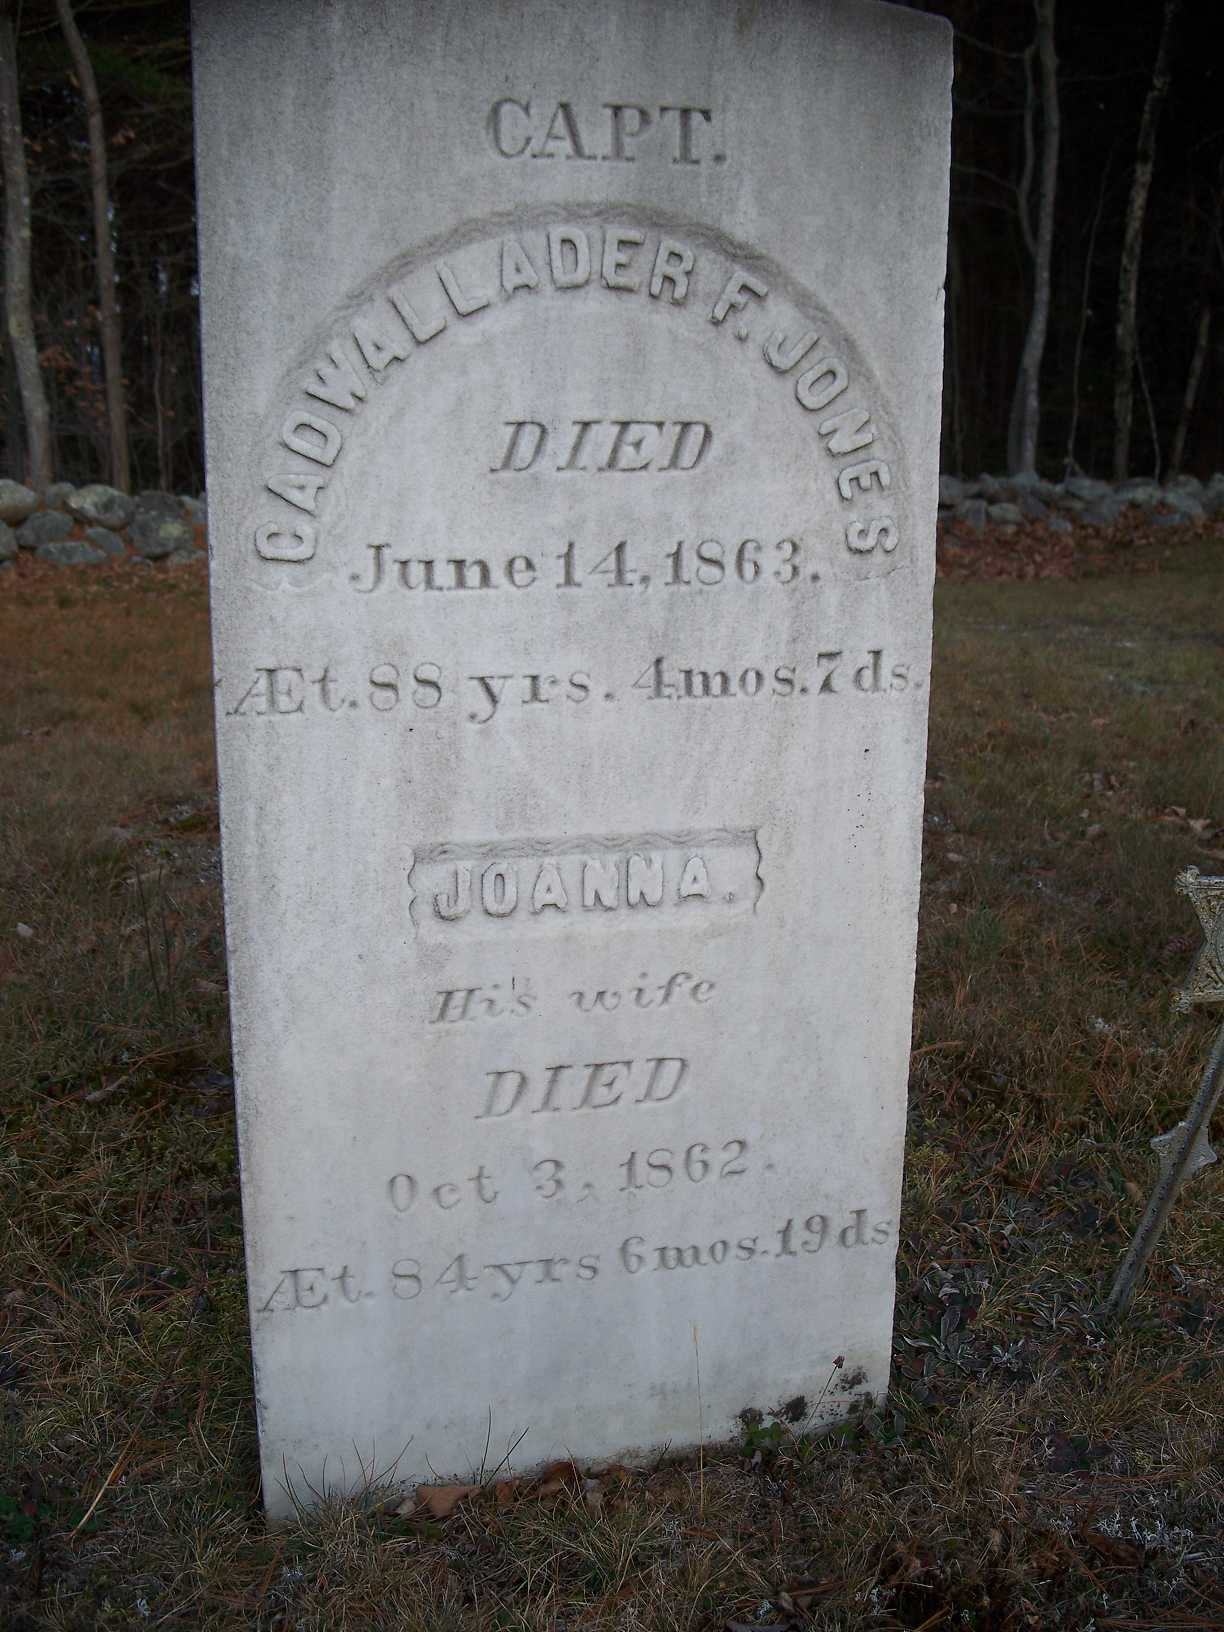 CAPT.
CADWALLADER F. JONES
DIED
June 14, 1863.
Æt. 88 yrs. 4 mos. 7 ds.
JOANNA.
His wife
DIED
Oct 3, 1862.
Æt. 84 yrs 6 mos. 19 ds